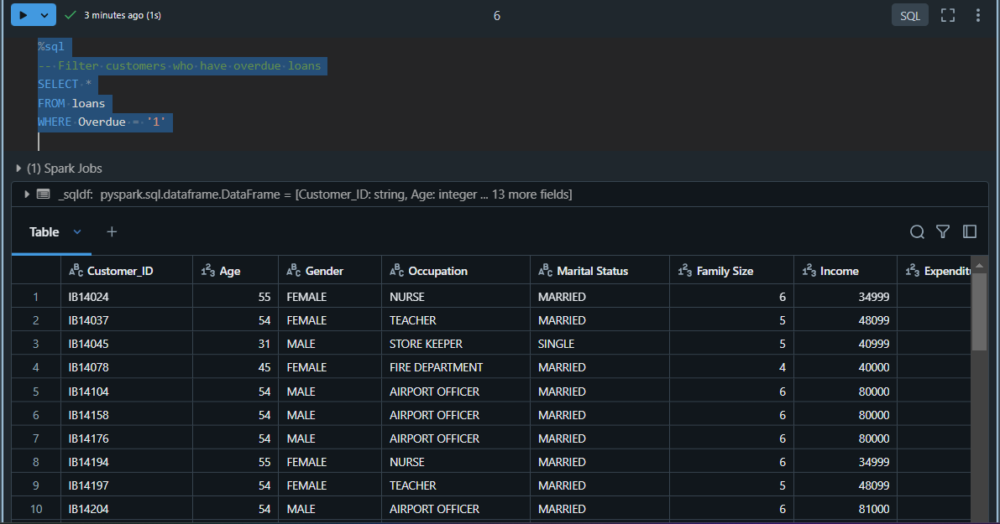 3 minutes ago (1s) 6 SQL
%sql
-- Filter customers who have overdue loans
SELECT *
FROM loans
WHERE Overdue = '1'
(1) Spark Jobs
_sqldf: pyspark.sql.dataframe.DataFrame = [Customer_ID: string, Age: integer ... 13 more fields]
Table +
Customer_ID Age Gender Occupation Marital Status Family Size Income Expendit
1 IB14024 55 FEMALE NURSE MARRIED 6 34999
2 IB14037 54 FEMALE TEACHER MARRIED 5 48099
3 IB14045 31 MALE STORE KEEPER SINGLE 5 40999
4 IB14078 45 FEMALE FIRE DEPARTMENT MARRIED 4 40000
5 IB14104 54 MALE AIRPORT OFFICER MARRIED 6 80000
6 IB14158 54 MALE AIRPORT OFFICER MARRIED 6 80000
7 IB14176 54 MALE AIRPORT OFFICER MARRIED 6 80000
8 IB14194 55 FEMALE NURSE MARRIED 6 34999
9 IB14197 54 FEMALE TEACHER MARRIED 5 48099
10 IB14204 54 MALE AIRPORT OFFICER MARRIED 6 81000